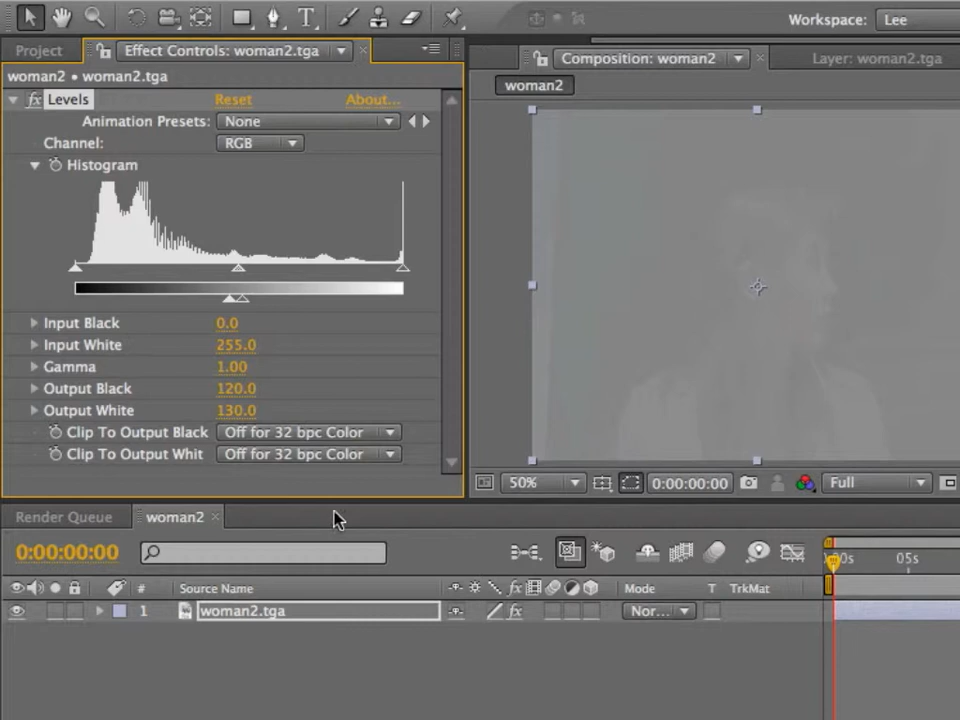 Workspace: Lee
Project
Effect Controls: woman2.tga
Composition: woman2
Layer: woman2.tga
woman2 • woman2.tga
woman2
fx Levels Reset About...
Animation Presets: None
Channel: RGB
Histogram
Input Black 0.0
Input White 255.0
Gamma 1.00
Output Black 120.0
Output White 130.0
Clip To Output Black Off for 32 bpc Color
Clip To Output Whit Off for 32 bpc Color
50% 0:00:00:00 Full
Render Queue woman2
0:00:00:00
00s 05s
# Source Name fx Mode T TrkMat
1 woman2.tga fx Nor...